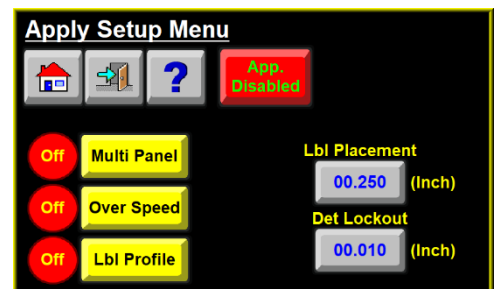 Apply Setup Menu
?
App.
Disabled
Off Multi Panel
Lbl Placement
00.250 (Inch)
Off Over Speed
Det Lockout
00.010 (Inch)
Off Lbl Profile